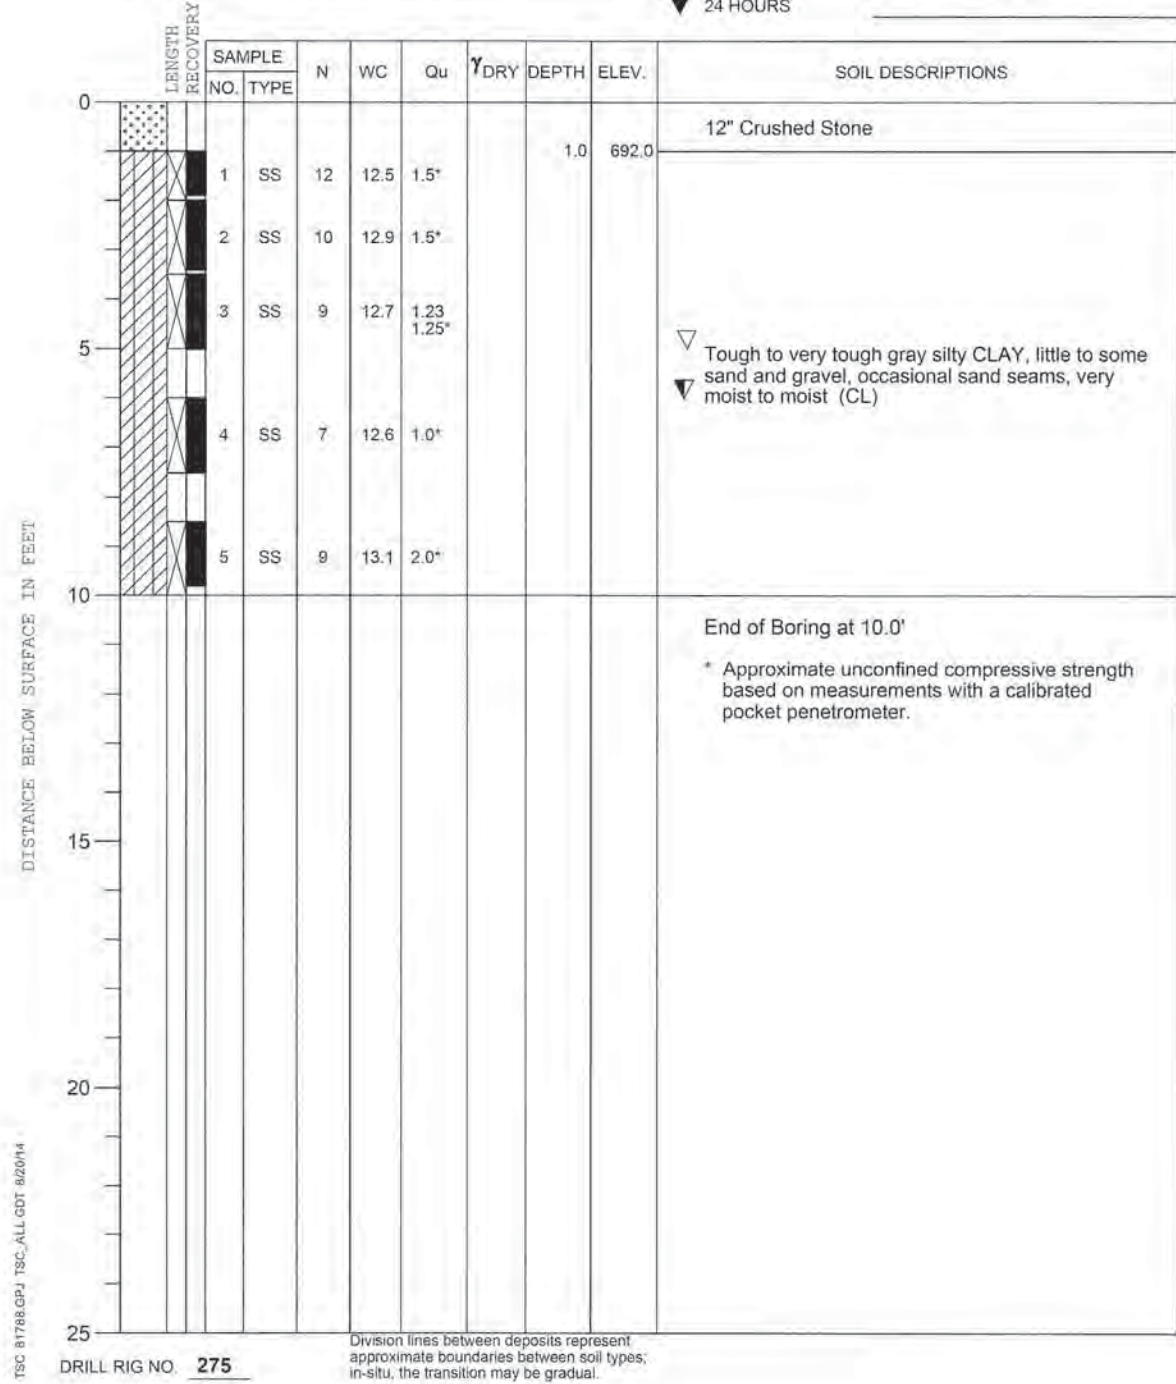 24 HOURS
LENGTH
RECOVERY
SAMPLE
NO. TYPE
N
WC
Qu
γDRY
DEPTH
ELEV.
SOIL DESCRIPTIONS
0
12" Crushed Stone
1.0 692.0
1 SS 12 12.5 1.5*
2 SS 10 12.9 1.5*
3 SS 9 12.7 1.23
1.25*
5
Tough to very tough gray silty CLAY, little to some
sand and gravel, occasional sand seams, very
moist to moist (CL)
4 SS 7 12.6 1.0*
5 SS 9 13.1 2.0*
10
End of Boring at 10.0'
* Approximate unconfined compressive strength
based on measurements with a calibrated
pocket penetrometer.
15
20
25
DISTANCE BELOW SURFACE IN FEET
TSC 81788.GPJ TSC_ALL.GDT 8/20/14
DRILL RIG NO. 275
Division lines between deposits represent
approximate boundaries between soil types;
in-situ, the transition may be gradual.